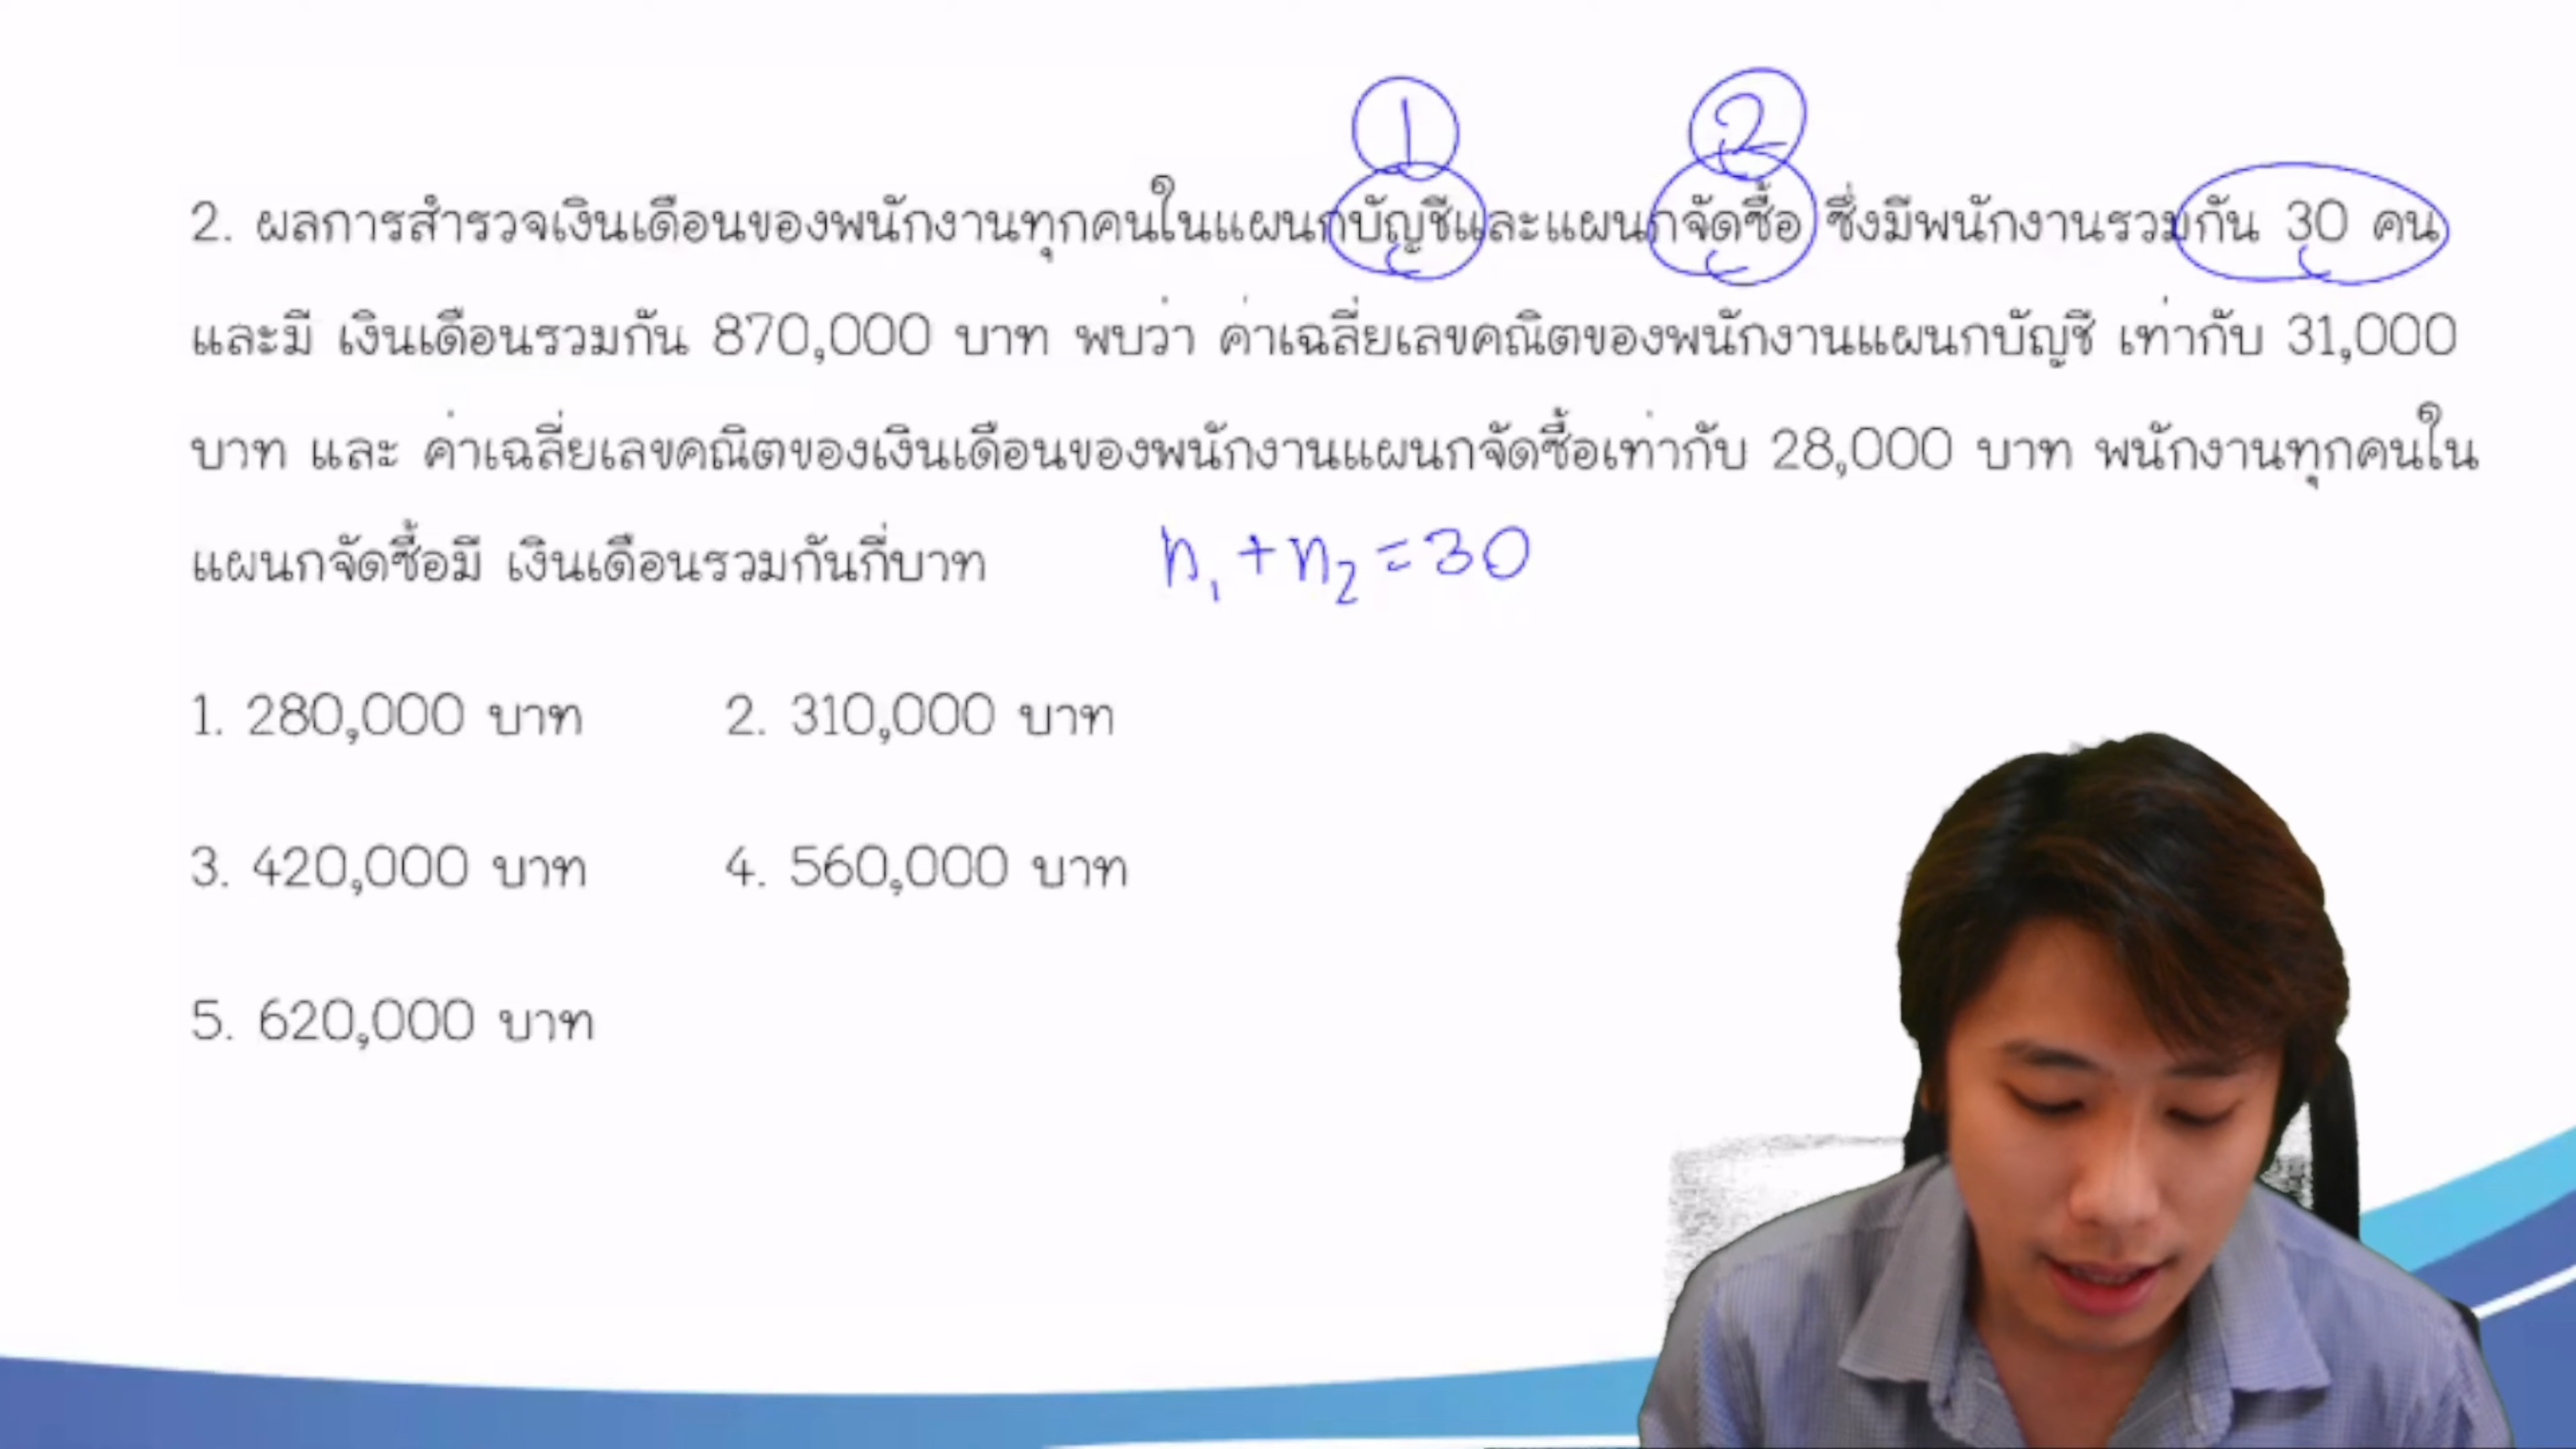 1 2
2. ผลการสำรวจเงินเดือนของพนักงานทุกคนในแผนกบัญชีและแผนกจัดซื้อ ซึ่งมีพนักงานรวมกัน 30 คน
และมี เงินเดือนรวมกัน 870,000 บาท พบว่า ค่าเฉลี่ยเลขคณิตของพนักงานแผนกบัญชี เท่ากับ 31,000
บาท และ ค่าเฉลี่ยเลขคณิตของเงินเดือนของพนักงานแผนกจัดซื้อเท่ากับ 28,000 บาท พนักงานทุกคนใน
แผนกจัดซื้อมี เงินเดือนรวมกันกี่บาท
n₁ + n₂ = 30
1. 280,000 บาท 2. 310,000 บาท
3. 420,000 บาท 4. 560,000 บาท
5. 620,000 บาท